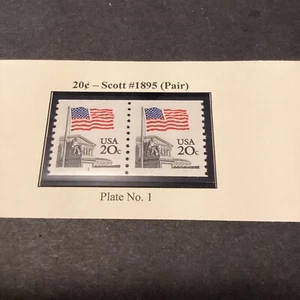 20¢ – Scott #1895 (Pair)
USA USA
20c 20c
Plate No. 1